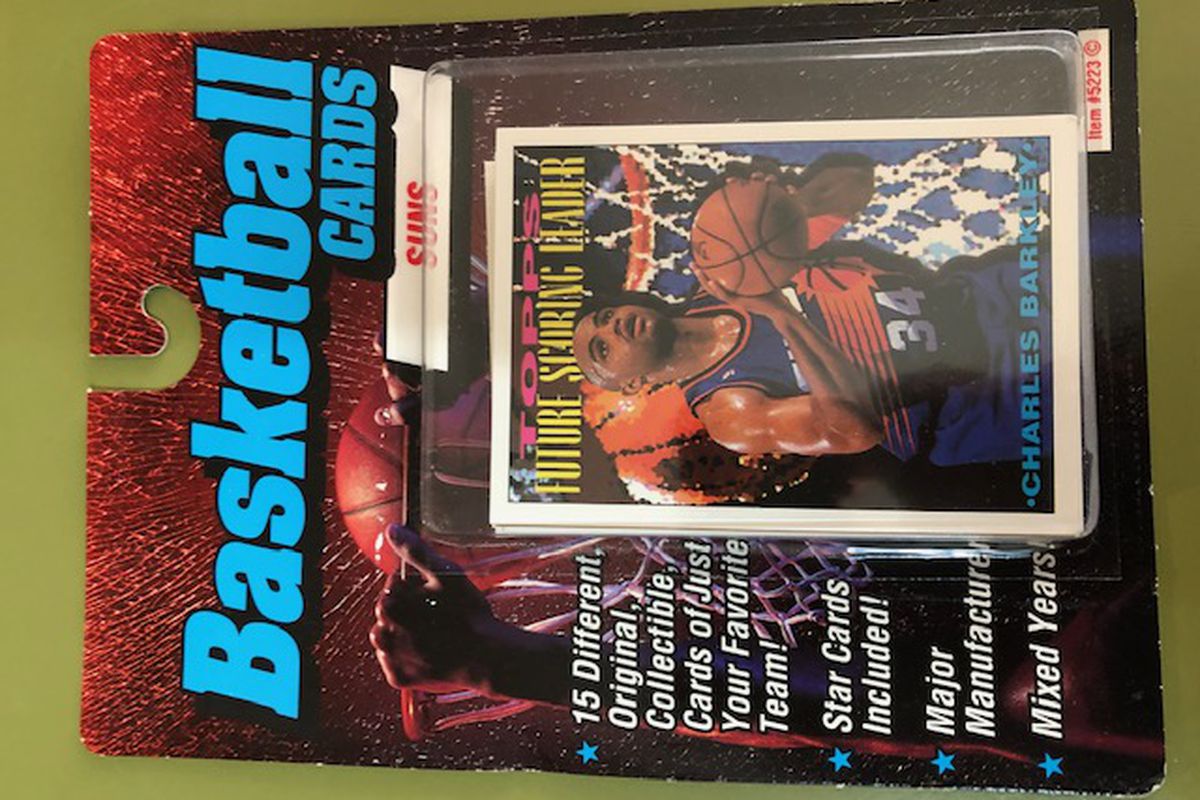 Basketball
CARDS
SUNS
TOPPS
FUTURE SCORING LEADER
34
•CHARLES BARKLEY•
15 Different,
Original,
Collectible,
Cards of Just
Your Favorite
Team!
Star Cards
Included!
Major
Manufacturer
Mixed Years!
Item #5223 ©